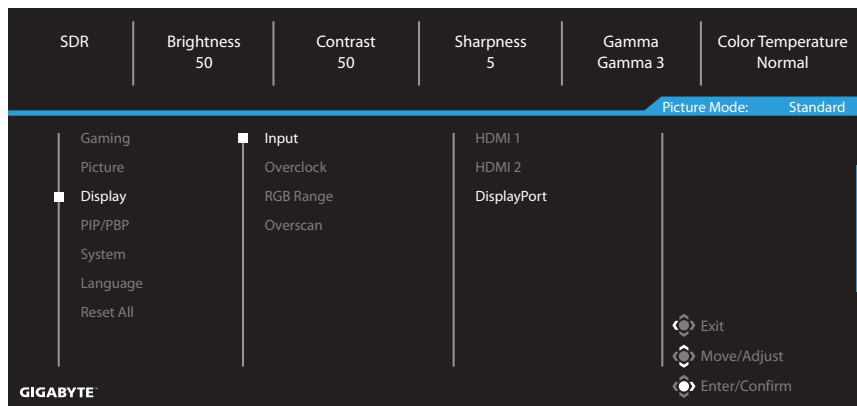 SDR
Brightness
50
Contrast
50
Sharpness
5
Gamma
Gamma 3
Color Temperature
Normal
Picture Mode: Standard
Gaming
Picture
Display
PIP/PBP
System
Language
Reset All
Input
Overclock
RGB Range
Overscan
HDMI 1
HDMI 2
DisplayPort
Exit
Move/Adjust
Enter/Confirm
GIGABYTE™